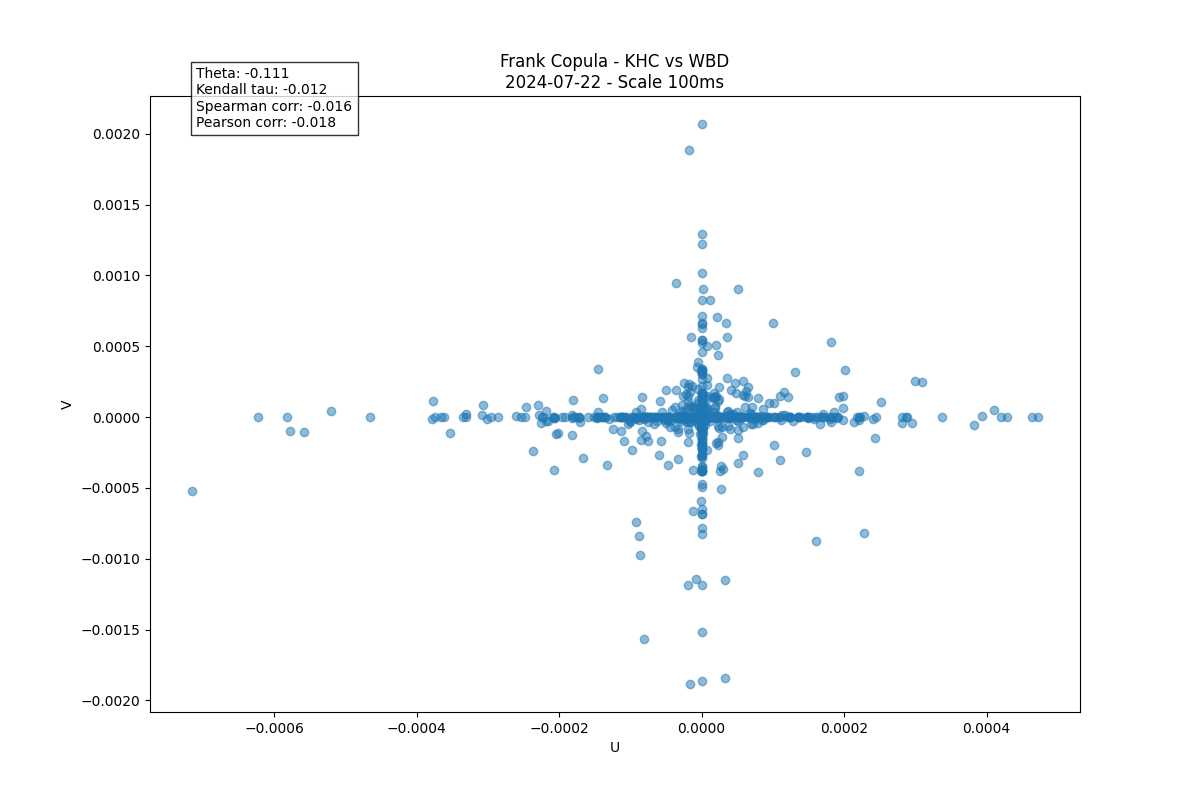 Frank Copula - KHC vs WBD
2024-07-22 - Scale 100ms
Theta: -0.111
Kendall tau: -0.012
Spearman corr: -0.016
Pearson corr: -0.018
0.0020
0.0015
0.0010
0.0005
0.0000
−0.0005
−0.0010
−0.0015
−0.0020
V
−0.0006 −0.0004 −0.0002 0.0000 0.0002 0.0004
U